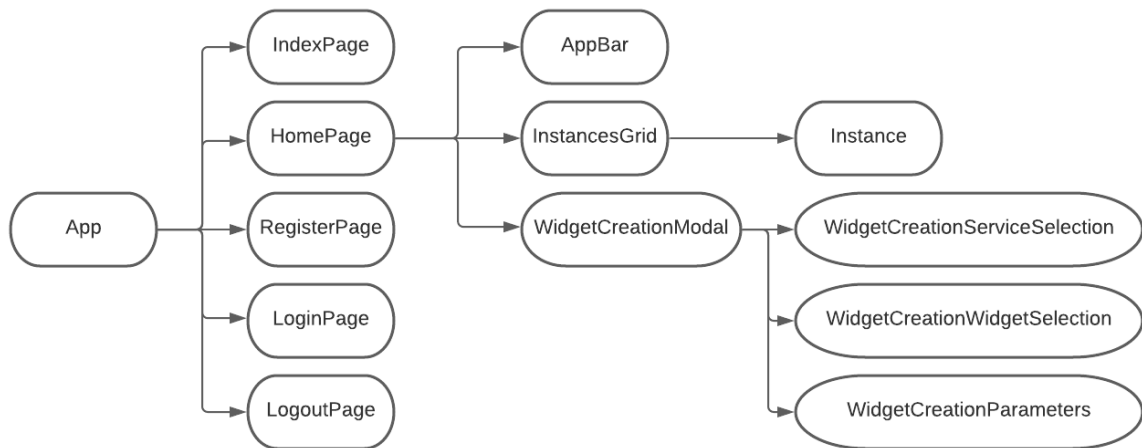 IndexPage
AppBar
HomePage
InstancesGrid
Instance
App
RegisterPage
WidgetCreationModal
WidgetCreationServiceSelection
LoginPage
WidgetCreationWidgetSelection
LogoutPage
WidgetCreationParameters